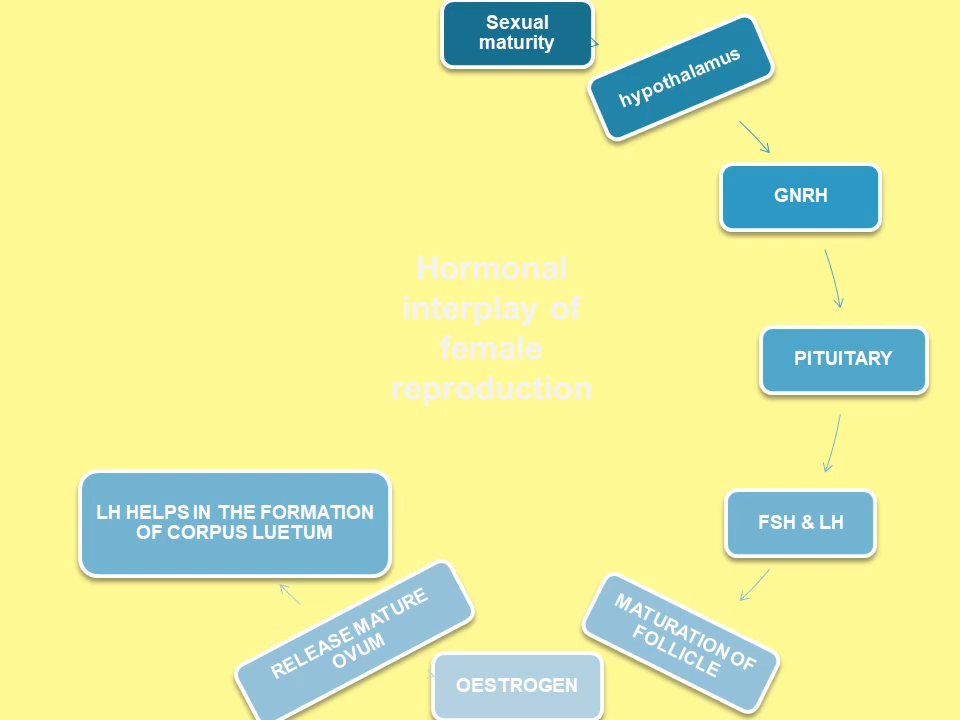 Sexual
maturity
hypothalamus
GNRH
PITUITARY
FSH & LH
MATURATION OF
FOLLICLE
OESTROGEN
RELEASE MATURE
OVUM
LH HELPS IN THE FORMATION
OF CORPUS LUETUM
Hormonal
interplay of
female
reproduction